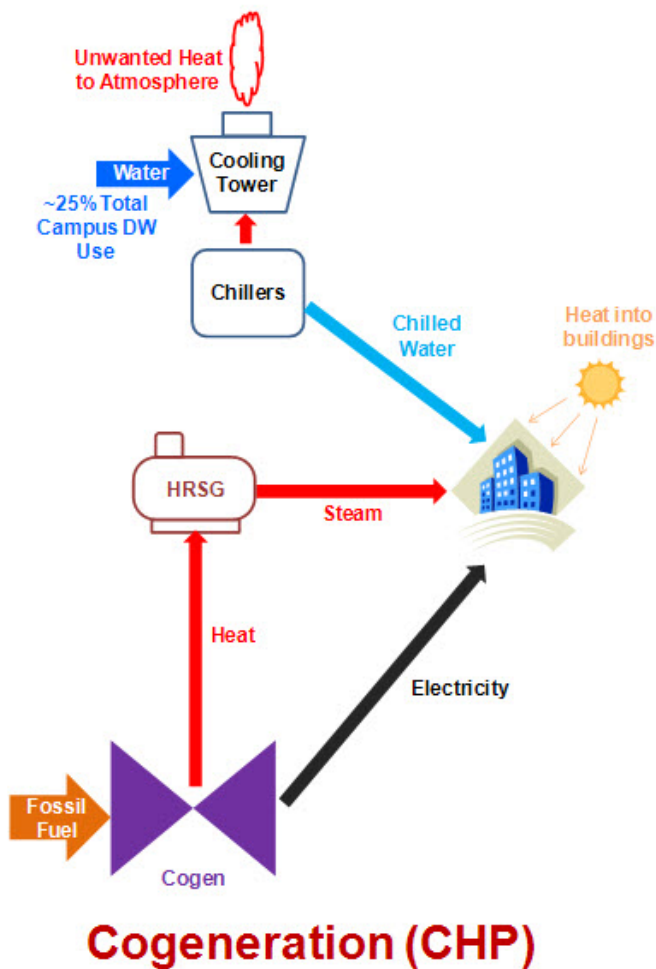 Unwanted Heat
to Atmosphere
Cooling
Tower
Water
~25% Total
Campus DW
Use
Chillers
Chilled
Water
Heat into
buildings
HRSG
Steam
Heat
Electricity
Fossil
Fuel
Cogen
Cogeneration (CHP)